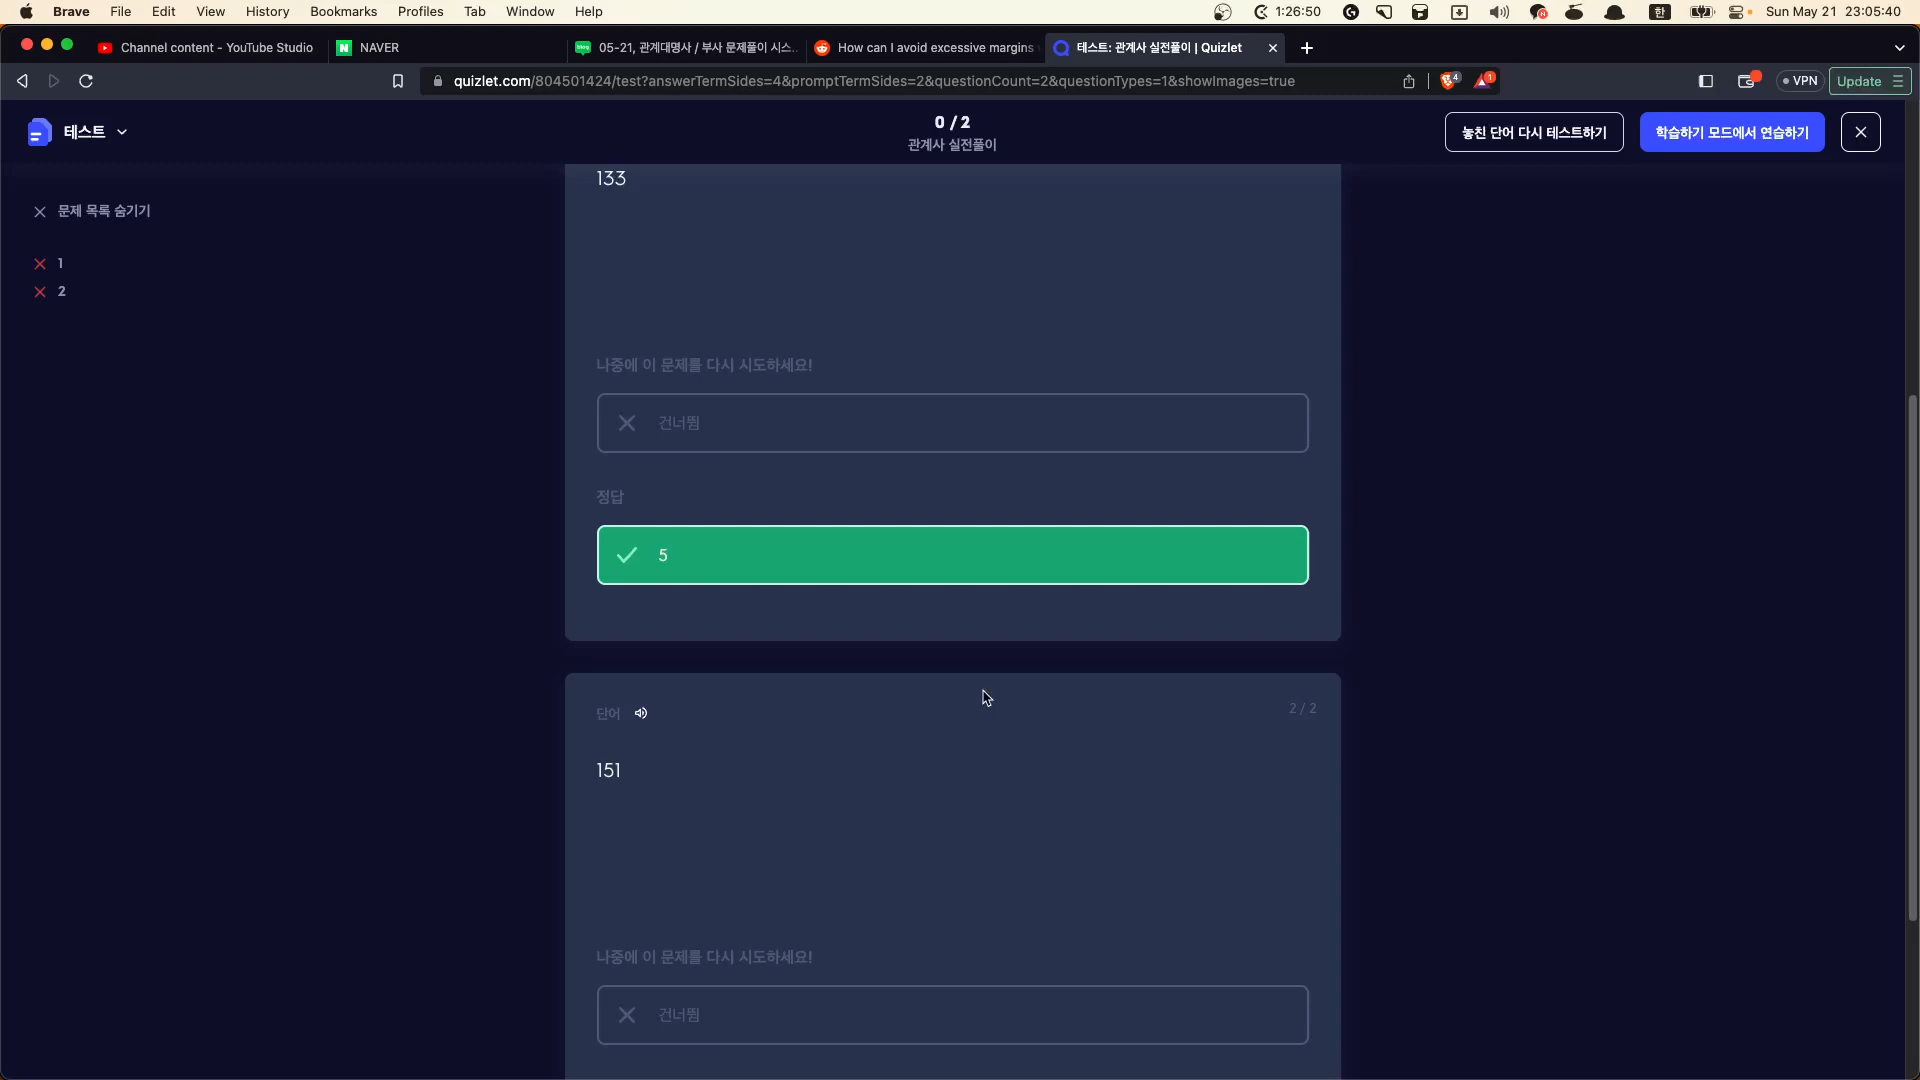 Brave File Edit View History Bookmarks Profiles Tab Window Help 1:26:50 한 Sun May 21 23:05:40
Channel content - YouTube Studio
N NAVER
blog 05-21, 관계대명사 / 부사 문제풀이 시스..
How can I avoid excessive margins
테스트: 관계사 실전풀이 | Quizlet
quizlet.com/804501424/test?answerTermSides=4&promptTermSides=2&questionCount=2&questionTypes=1&showImages=true
4
1
VPN
Update
테스트
0 / 2
관계사 실전풀이
놓친 단어 다시 테스트하기
학습하기 모드에서 연습하기
문제 목록 숨기기
1
2
133
나중에 이 문제를 다시 시도하세요!
건너뜀
정답
5
단어
2 / 2
151
나중에 이 문제를 다시 시도하세요!
건너뜀